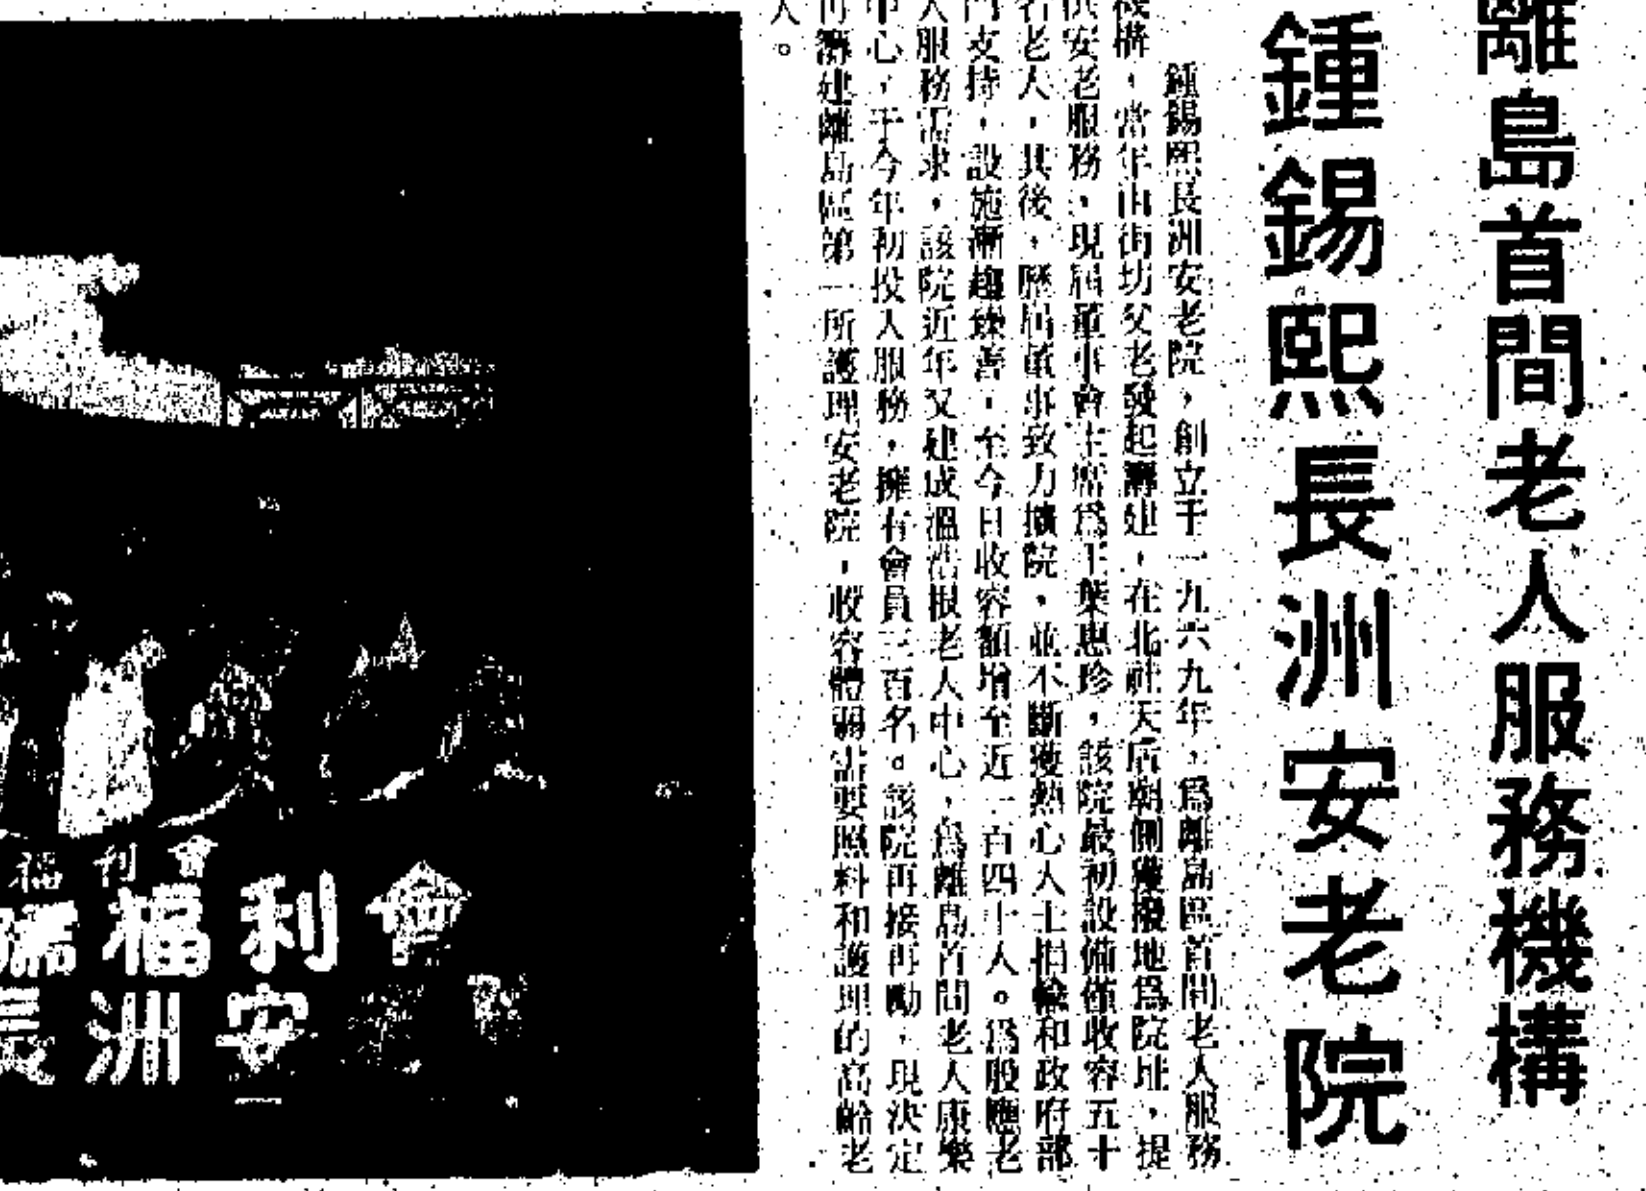 離島首間老人服務機構
鍾錫熙長洲安老院
鍾錫熙長洲安老院，創立于一九六九年，爲離島區首間老人服務
機構，當年由街坊父老發起籌建，在北社天后廟側獲撥地爲院址，提
供安老服務，現屆董事會主席爲王葉惠珍，該院最初設備僅收容五十
名老人，其後，歷屆董事致力擴院，並不斷獲熱心人士捐輸和政府部
門支持，設施漸趨臻善，至今日收容額增至近一百四十人。爲殷應老
人服務需求，該院近年又建成溫浩根老人中心，爲離島首間老人康樂
中心，于今年初投入服務，擁有會員三百名。該院再接再勵，現決定
再籌建離島區第一所護理安老院，收容體弱需要照料和護理的高齡老
人。
福利會
福利會
長洲安